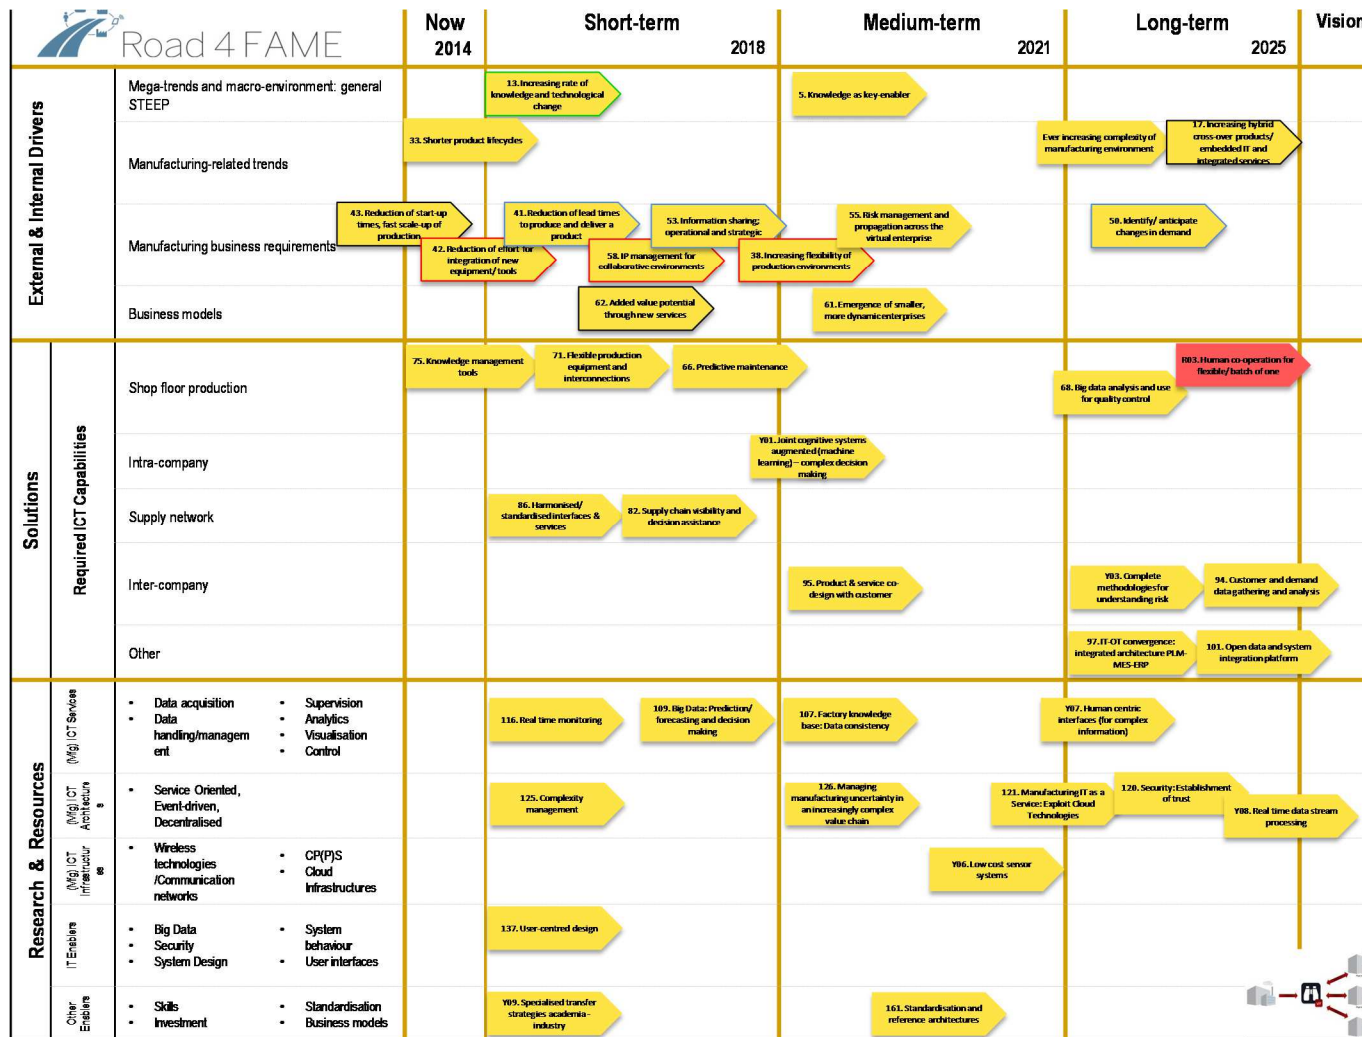 Road 4 FAME
Now
2014
Short-term
2018
Medium-term
2021
Long-term
2025
Vision
External & Internal Drivers
Mega-trends and macro-environment: general
STEEP
13. Increasing rate of
knowledge and technological
change
5. Knowledge as key-enabler
Manufacturing-related trends
33. Shorter product lifecycles
Ever increasing complexity of
manufacturing environment
17. Increasing hybrid
cross-over products/
embedded IT and
integrated services
Manufacturing business requirements
43. Reduction of start-up
times, fast scale-up of
production
41. Reduction of lead times
to produce and deliver a
product
53. Information sharing;
operational and strategic
55. Risk management and
propagation across the
virtual enterprise
50. Identify/ anticipate
changes in demand
42. Reduction of effort for
integration of new
equipment/ tools
58. IP management for
collaborative environments
38. Increasing flexibility of
production environments
Business models
62. Added value potential
through new services
61. Emergence of smaller,
more dynamic enterprises
Solutions
Required ICT Capabilities
Shop floor production
75. Knowledge management
tools
71. Flexible production
equipment and
interconnections
66. Predictive maintenance
68. Big data analysis and use
for quality control
R03. Human co-operation for
flexible/ batch of one
Intra-company
Y01. Joint cognitive systems
augmented (machine
learning) – complex decision
making
Supply network
86. Harmonised/
standardised interfaces &
services
82. Supply chain visibility and
decision assistance
Inter-company
95. Product & service co-
design with customer
Y03. Complete
methodologies for
understanding risk
94. Customer and demand
data gathering and analysis
Other
97. IT-OT convergence:
integrated architecture PLM-
MES-ERP
101. Open data and system
integration platform
Research & Resources
(Mfg) ICT Services
• Data acquisition
• Data
handling/managem
ent
• Supervision
• Analytics
• Visualisation
• Control
116. Real time monitoring
109. Big Data: Prediction/
forecasting and decision
making
107. Factory knowledge
base: Data consistency
Y07. Human centric
interfaces (for complex
information)
(Mfg) ICT
Architecture
s
• Service Oriented,
Event-driven,
Decentralised
125. Complexity
management
126. Managing
manufacturing uncertainty in
an increasingly complex
value chain
121. Manufacturing IT as a
Service: Exploit Cloud
Technologies
120. Security: Establishment
of trust
Y08. Real time data stream
processing
(Mfg) ICT
Infrastructur
es
• Wireless
technologies
/Communication
networks
• CP(P)S
• Cloud
Infrastructures
Y06. Low cost sensor
systems
IT Enablers
• Big Data
• Security
• System Design
• System
behaviour
• User interfaces
137. User-centred design
Other
Enablers
• Skills
• Investment
• Standardisation
• Business models
Y09. Specialised transfer
strategies academia -
industry
161. Standardisation and
reference architectures